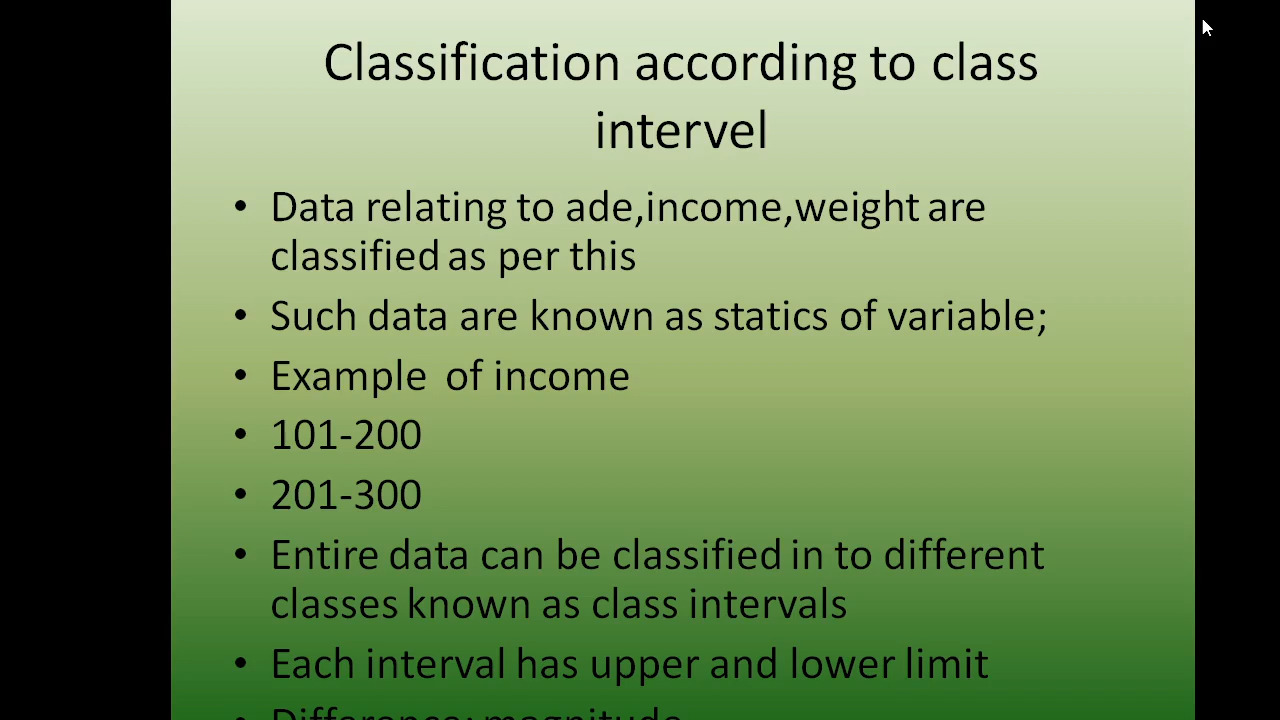 Classification according to class
intervel
• Data relating to ade,income,weight are
classified as per this
• Such data are known as statics of variable;
• Example of income
• 101-200
• 201-300
• Entire data can be classified in to different
classes known as class intervals
• Each interval has upper and lower limit
• Difference: magnitude